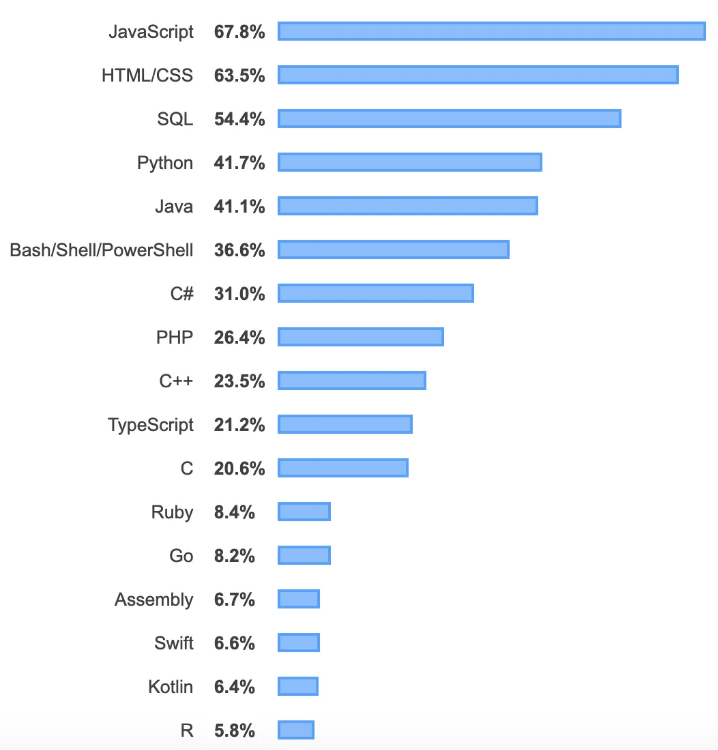 JavaScript 67.8%
HTML/CSS 63.5%
SQL 54.4%
Python 41.7%
Java 41.1%
Bash/Shell/PowerShell 36.6%
C# 31.0%
PHP 26.4%
C++ 23.5%
TypeScript 21.2%
C 20.6%
Ruby 8.4%
Go 8.2%
Assembly 6.7%
Swift 6.6%
Kotlin 6.4%
R 5.8%